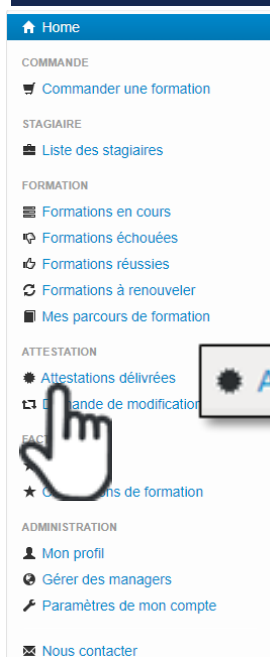 Home
COMMANDE
Commander une formation
STAGIAIRE
Liste des stagiaires
FORMATION
Formations en cours
Formations échouées
Formations réussies
Formations à renouveler
Mes parcours de formation
ATTESTATION
Attestations délivrées
A
de modification
ns de formation
ADMINISTRATION
Mon profil
Gérer des managers
Paramètres de mon compte
Nous contacter